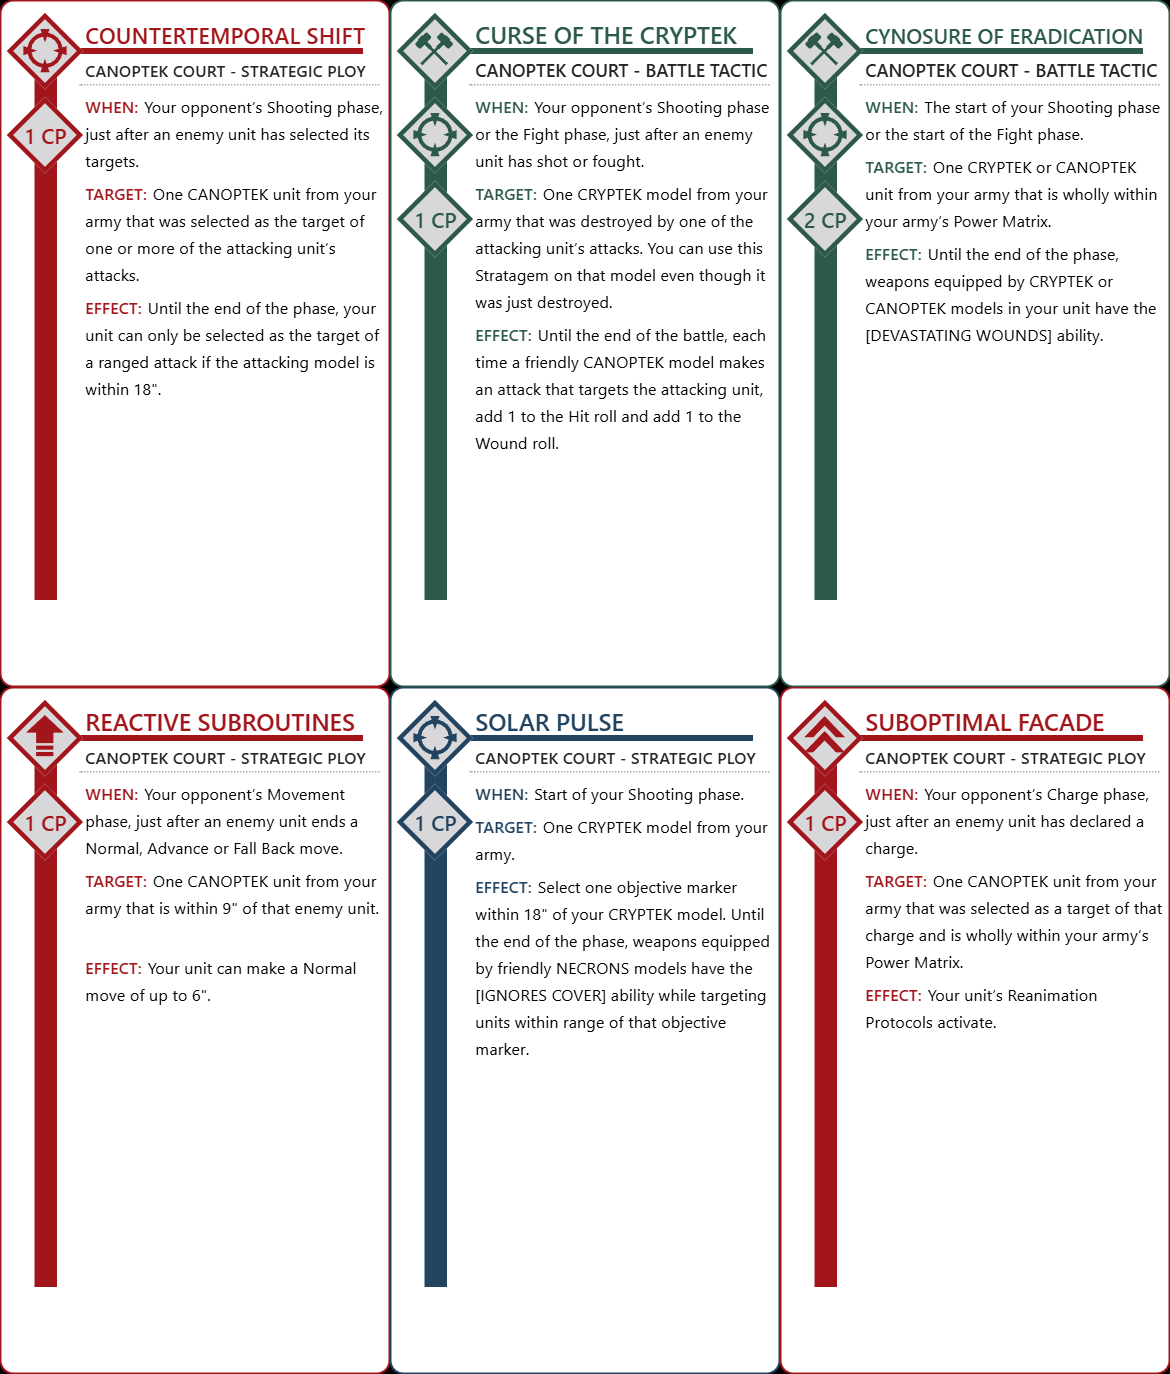 COUNTERTEMPORAL SHIFT
CANOPTEK COURT - STRATEGIC PLOY
1 CP
WHEN: Your opponent's Shooting phase,
just after an enemy unit has selected its
targets.
TARGET: One CANOPTEK unit from your
army that was selected as the target of
one or more of the attacking unit's
attacks.
EFFECT: Until the end of the phase, your
unit can only be selected as the target of
a ranged attack if the attacking model is
within 18".
CURSE OF THE CRYPTEK
CANOPTEK COURT - BATTLE TACTIC
1 CP
WHEN: Your opponent's Shooting phase
or the Fight phase, just after an enemy
unit has shot or fought.
TARGET: One CRYPTEK model from your
army that was destroyed by one of the
attacking unit's attacks. You can use this
Stratagem on that model even though it
was just destroyed.
EFFECT: Until the end of the battle, each
time a friendly CANOPTEK model makes
an attack that targets the attacking unit,
add 1 to the Hit roll and add 1 to the
Wound roll.
CYNOSURE OF ERADICATION
CANOPTEK COURT - BATTLE TACTIC
2 CP
WHEN: The start of your Shooting phase
or the start of the Fight phase.
TARGET: One CRYPTEK or CANOPTEK
unit from your army that is wholly within
your army's Power Matrix.
EFFECT: Until the end of the phase,
weapons equipped by CRYPTEK or
CANOPTEK models in your unit have the
[DEVASTATING WOUNDS] ability.
REACTIVE SUBROUTINES
CANOPTEK COURT - STRATEGIC PLOY
1 CP
WHEN: Your opponent's Movement
phase, just after an enemy unit ends a
Normal, Advance or Fall Back move.
TARGET: One CANOPTEK unit from your
army that is within 9" of that enemy unit.
EFFECT: Your unit can make a Normal
move of up to 6".
SOLAR PULSE
CANOPTEK COURT - STRATEGIC PLOY
1 CP
WHEN: Start of your Shooting phase.
TARGET: One CRYPTEK model from your
army.
EFFECT: Select one objective marker
within 18" of your CRYPTEK model. Until
the end of the phase, weapons equipped
by friendly NECRONS models have the
[IGNORES COVER] ability while targeting
units within range of that objective
marker.
SUBOPTIMAL FACADE
CANOPTEK COURT - STRATEGIC PLOY
1 CP
WHEN: Your opponent's Charge phase,
just after an enemy unit has declared a
charge.
TARGET: One CANOPTEK unit from your
army that was selected as a target of that
charge and is wholly within your army's
Power Matrix.
EFFECT: Your unit's Reanimation
Protocols activate.